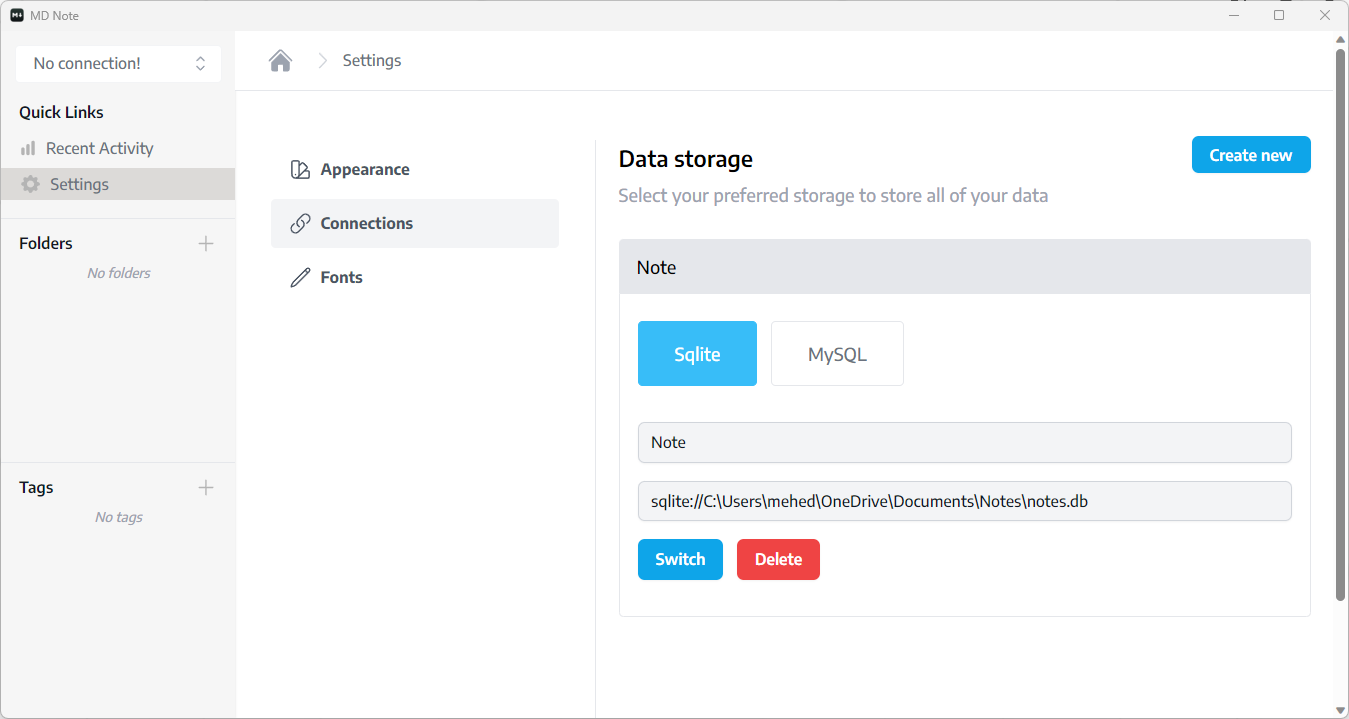 MD Note
No connection!
Quick Links
Recent Activity
Settings
Folders
No folders
Tags
No tags
Settings
Appearance
Connections
Fonts
Data storage
Create new
Select your preferred storage to store all of your data
Note
Sqlite
MySQL
Note
sqlite://C:\Users\mehed\OneDrive\Documents\Notes\notes.db
Switch
Delete